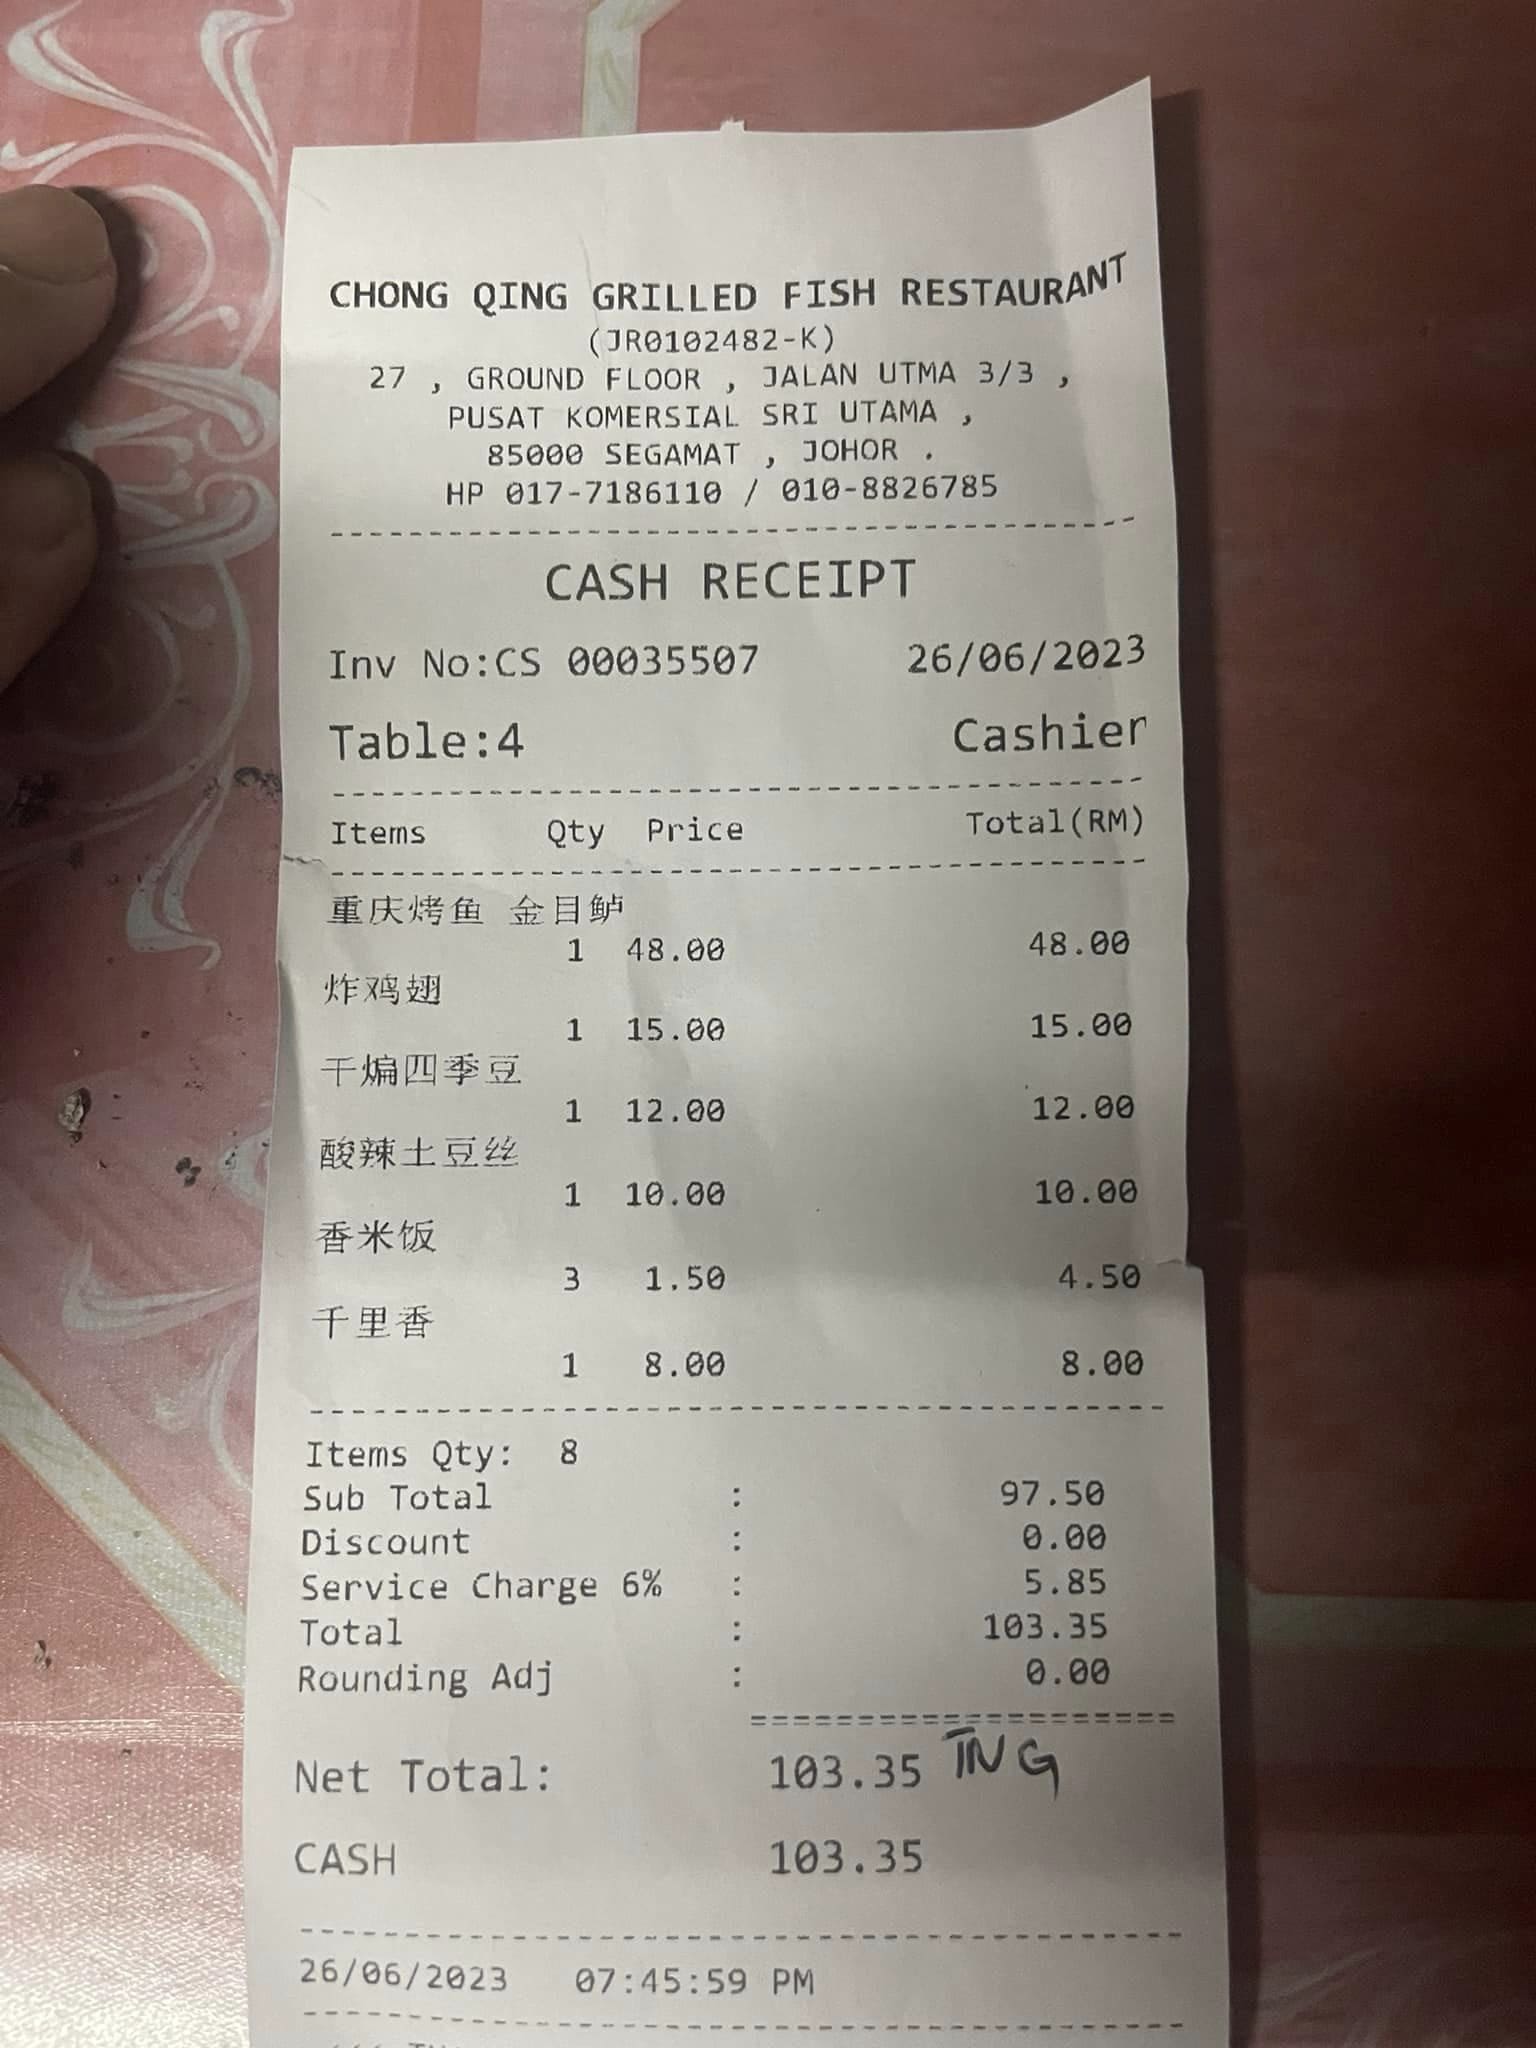 CHONG QING GRILLED FISH RESTAURANT
(JR0102482-K)
27 , GROUND FLOOR , JALAN UTMA 3/3 ,
PUSAT KOMERSIAL SRI UTAMA ,
85000 SEGAMAT , JOHOR .
HP 017-7186110 / 010-8826785
CASH RECEIPT
Inv No:CS 00035507 26/06/2023
Table:4 Cashier
Items Qty Price Total(RM)
重庆烤鱼 金目鲈
1 48.00 48.00
炸鸡翅
1 15.00 15.00
干煸四季豆
1 12.00 12.00
酸辣土豆丝
1 10.00 10.00
香米饭
3 1.50 4.50
千里香
1 8.00 8.00
Items Qty: 8
Sub Total : 97.50
Discount : 0.00
Service Charge 6% : 5.85
Total : 103.35
Rounding Adj : 0.00
====================
Net Total: 103.35 TNG
CASH 103.35
26/06/2023 07:45:59 PM